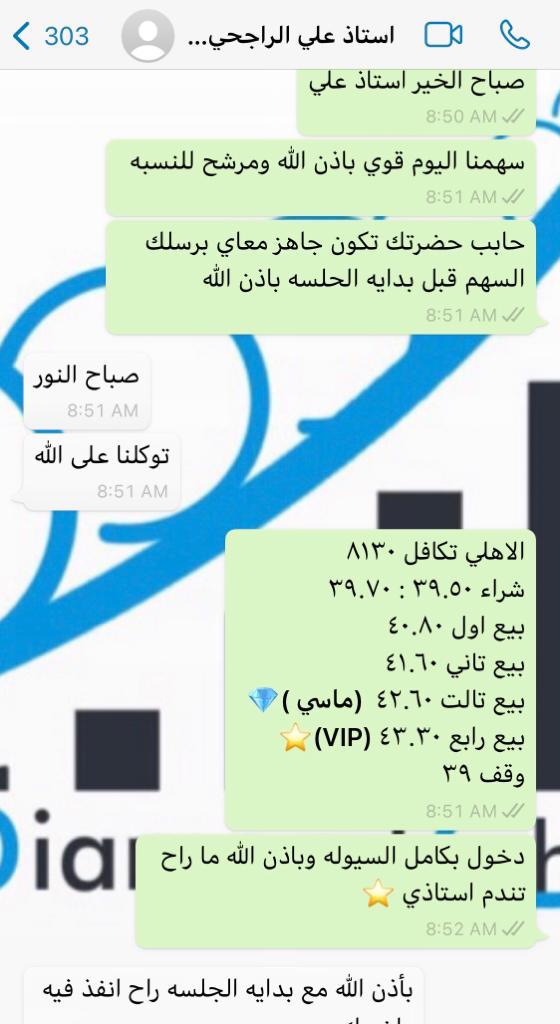 303
استاذ علي الراجحي...
صباح الخير استاذ علي
8:50 AM
سهمنا اليوم قوي باذن الله ومرشح للنسبه
8:51 AM
حابب حضرتك تكون جاهز معاي برسلك
السهم قبل بدايه الحلسه باذن الله
8:51 AM
صباح النور
8:51 AM
توكلنا على الله
8:51 AM
الاهلي تكافل ٨١٣٠
شراء ٣٩.٥٠ : ٣٩.٧٠
بيع اول ٤٠.٨٠
بيع تاني ٤١.٦٠
بيع تالت ٤٢.٦٠ (ماسي )💎
بيع رابع ٤٣.٣٠ (VIP)⭐
وقف ٣٩
8:51 AM
دخول بكامل السيوله وباذن الله ما راح
تندم استاذي ⭐
8:52 AM
بأذن الله مع بدايه الجلسه راح انفذ فيه